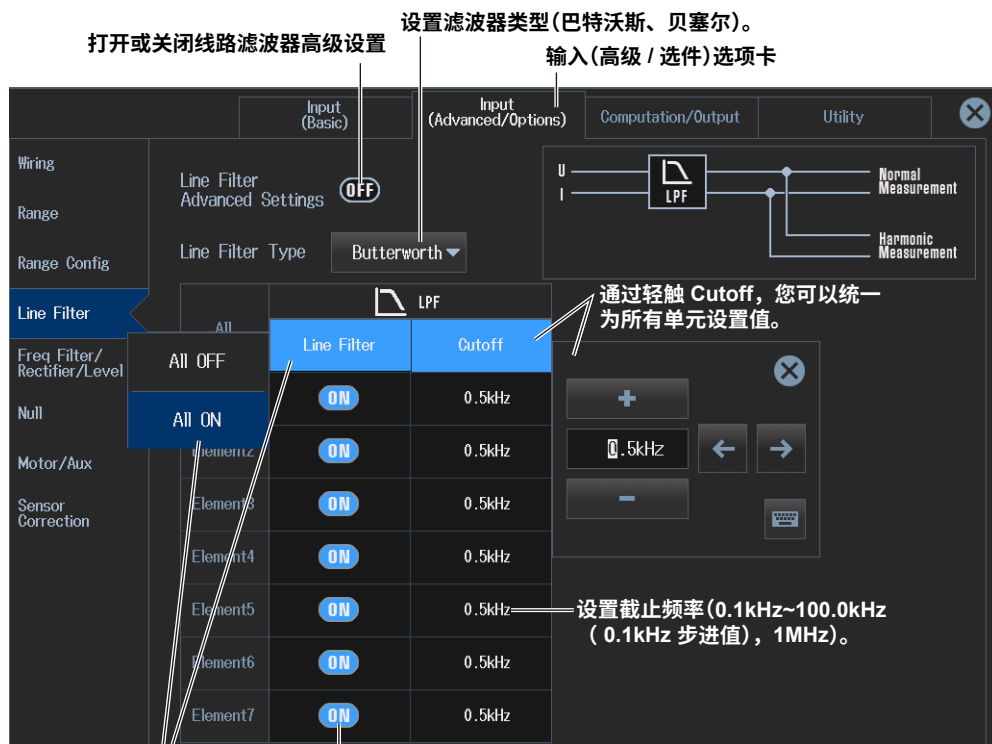 设置滤波器类型(巴特沃斯、贝塞尔)。
打开或关闭线路滤波器高级设置
输入(高级 / 选件)选项卡
Input
(Basic)
Input
(Advanced/Options)
Computation/Output
Utility
Wiring
Range
Range Config
Line Filter
Freq Filter/
Rectifier/Level
Null
Motor/Aux
Sensor
Correction
Line Filter
Advanced Settings
OFF
Line Filter Type
Butterworth
U
I
LPF
Normal
Measurement
Harmonic
Measurement
通过轻触 Cutoff，您可以统一
为所有单元设置值。
LPF
All
Line Filter
Cutoff
All OFF
All ON
ON
0.5kHz
Element2
ON
0.5kHz
Element3
ON
0.5kHz
Element4
ON
0.5kHz
Element5
ON
0.5kHz
Element6
ON
0.5kHz
Element7
ON
0.5kHz
+
0.5kHz
← →
−
设置截止频率(0.1kHz~100.0kHz
( 0.1kHz 步进值)，1MHz)。